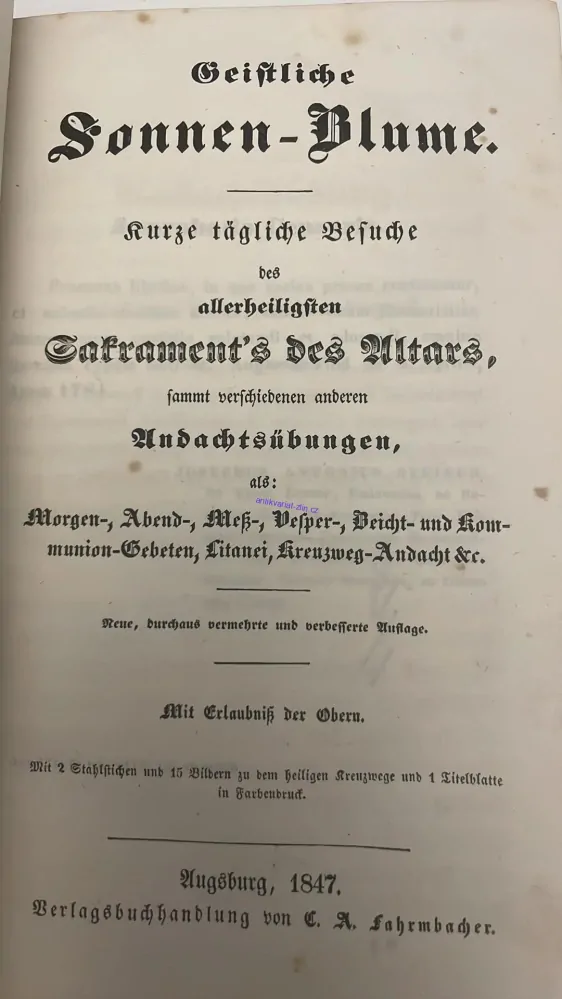 Geiſtliche
Sonnen-Blume.
Kurze tägliche Beſuche
des
allerheiligſten
Sakrament's des Altars,
ſammt verſchiedenen anderen
Andachtsübungen,
als:
antikvariat-zlin.cz
Morgen-, Abend-, Meß-, Veſper-, Beicht- und Kom-
munion-Gebeten, Litanei, Kreuzweg-Andacht &c.
Neue, durchaus vermehrte und verbeſſerte Auflage.
Mit Erlaubniß der Obern.
Mit 2 Stahlſtichen und 15 Bildern zu dem heiligen Kreuzwege und 1 Titelblatte
in Farbendruck.
Augsburg, 1847.
Verlagsbuchhandlung von C. A. Fahrmbacher.